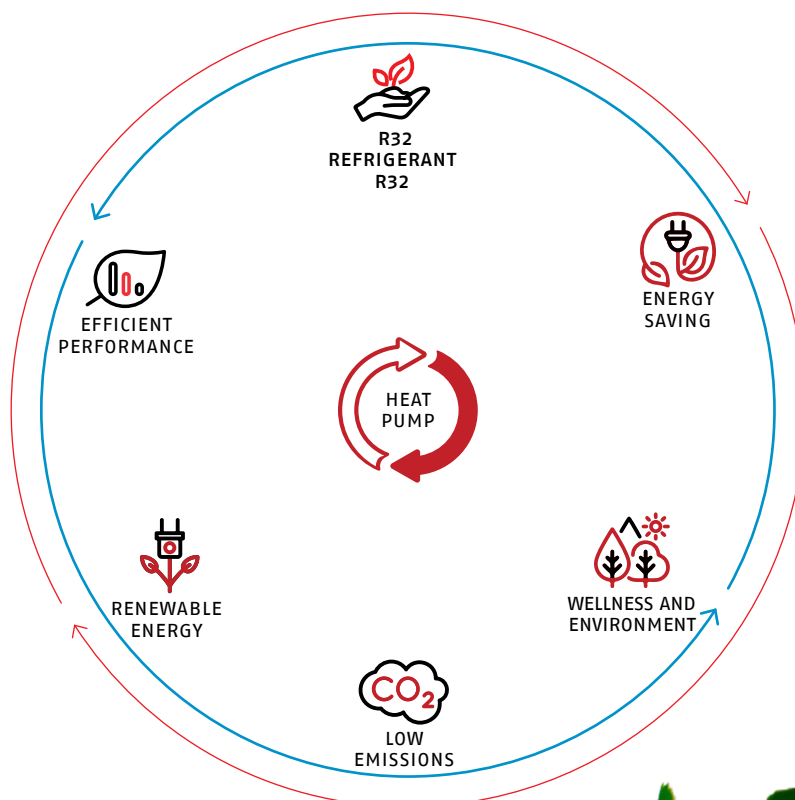 R32
REFRIGERANT
R32
ENERGY
SAVING
EFFICIENT
PERFORMANCE
HEAT
PUMP
RENEWABLE
ENERGY
WELLNESS AND
ENVIRONMENT
CO2
LOW
EMISSIONS